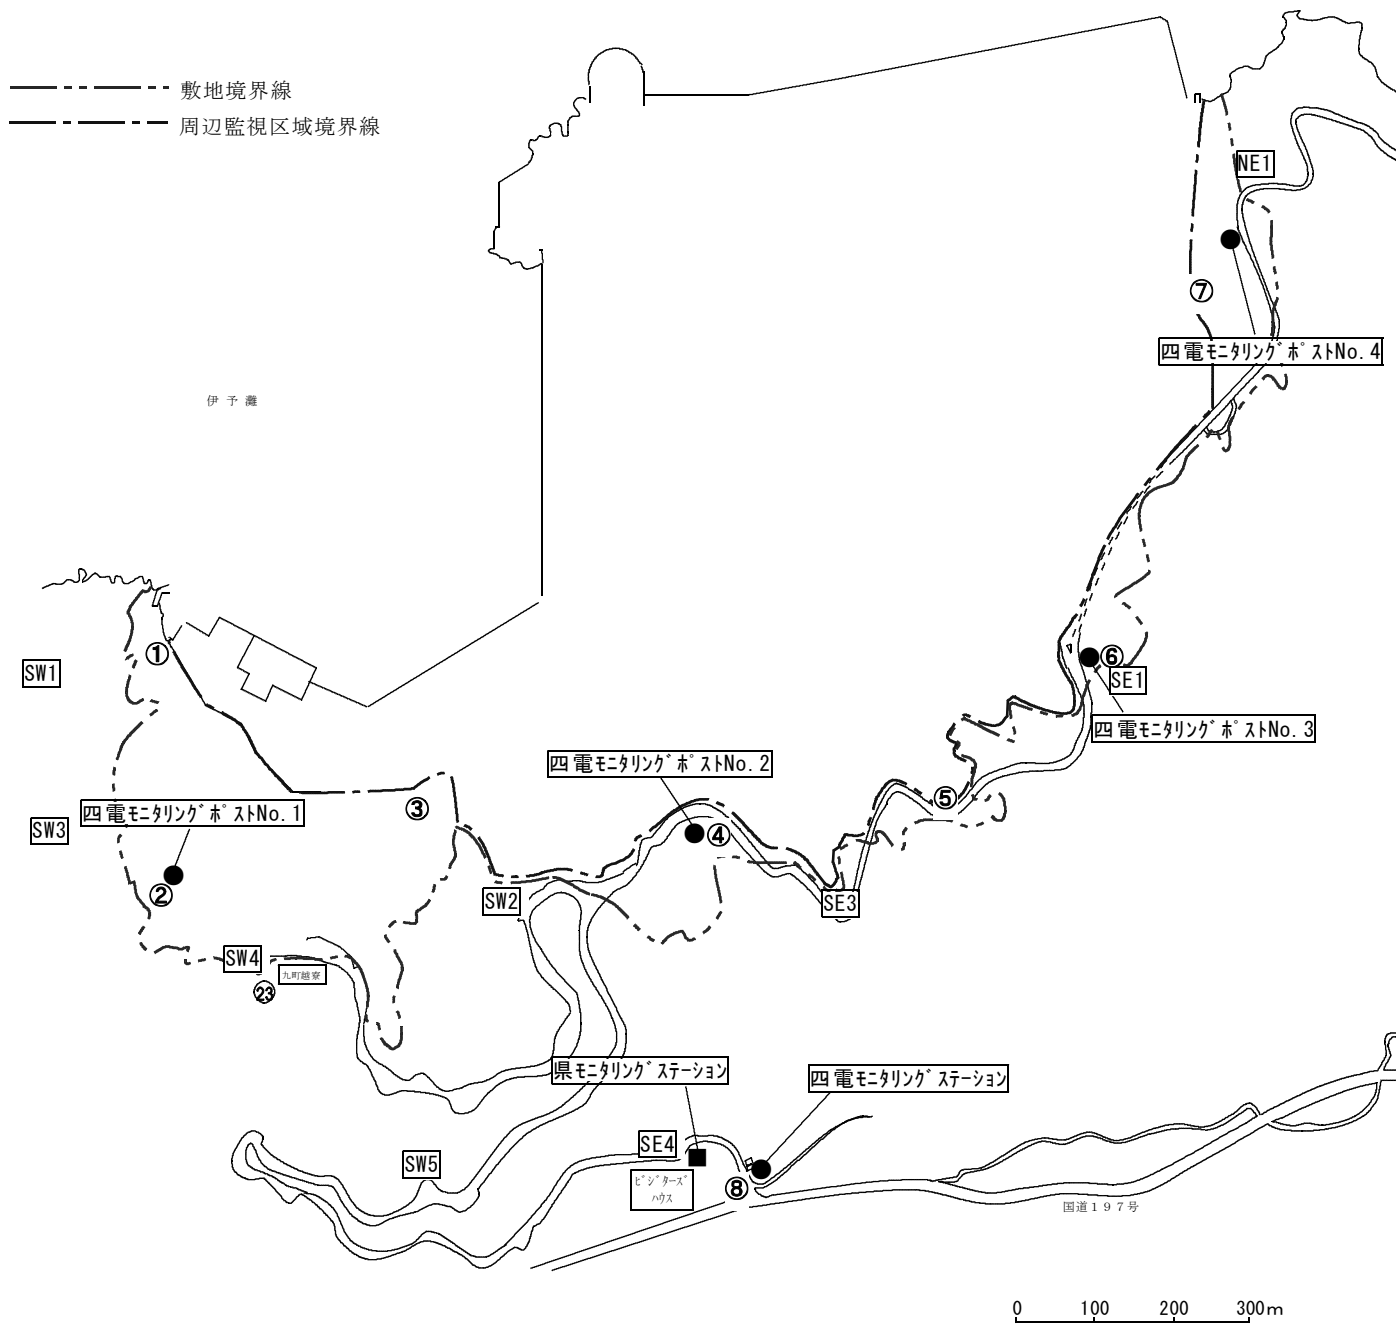 敷地境界線
周辺監視区域境界線
NE1
⑦
四電モニタリングポストNo.4
伊予灘
①
SW1
⑥
SE1
四電モニタリングポストNo.3
四電モニタリングポストNo.2
⑤
③
四電モニタリングポストNo.1
SW3
④
②
SW2
SE3
SW4
九町越寮
㉓
県モニタリングステーション
四電モニタリングステーション
SE4
SW5
ビジターズ
ハウス
⑧
国道197号
0 100 200 300m